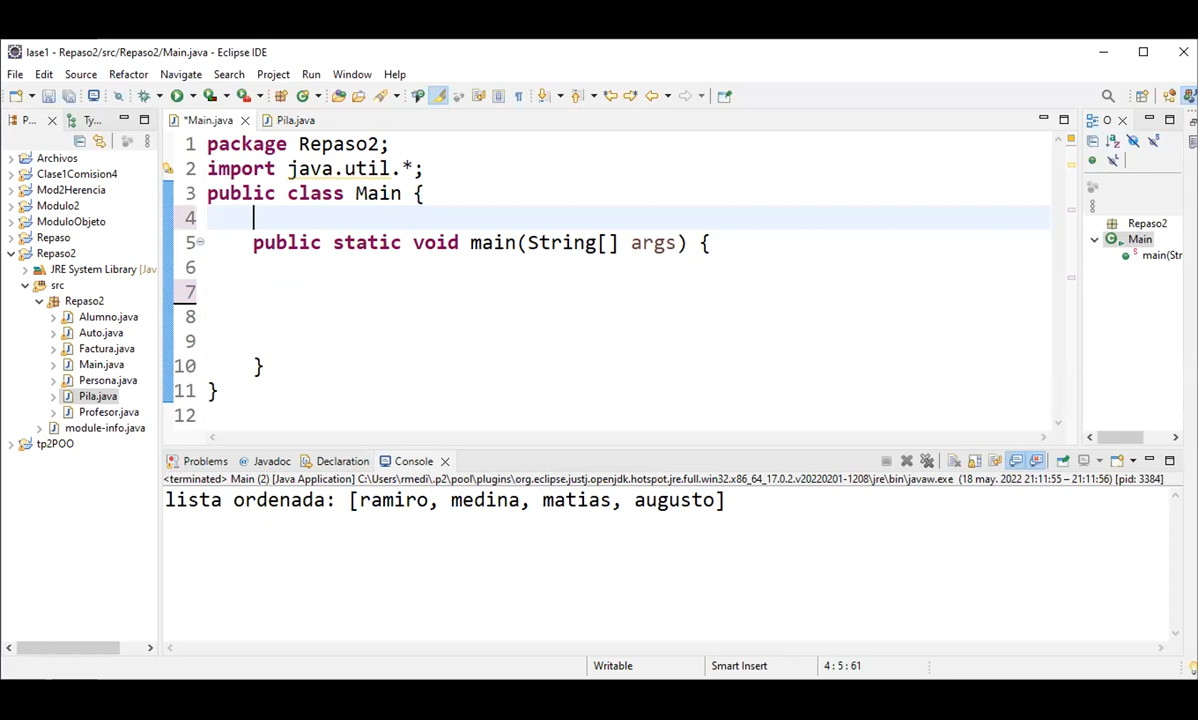 lase1 - Repaso2/src/Repaso2/Main.java - Eclipse IDE
File Edit Source Refactor Navigate Search Project Run Window Help
P... Ty... *Main.java Pila.java O
Archivos
Clase1Comision4
Mod2Herencia
Modulo2
ModuloObjeto
Repaso
Repaso2
JRE System Library [Jav
src
Repaso2
Alumno.java
Auto.java
Factura.java
Main.java
Persona.java
Pila.java
Profesor.java
module-info.java
tp2POO
1 package Repaso2;
2 import java.util.*;
3 public class Main {
4
5 public static void main(String[] args) {
6
7
8
9
10 }
11 }
12
Repaso2
Main
main(Str
Problems Javadoc Declaration Console
<terminated> Main (2) [Java Application] C:\Users\rmedi\.p2\pool\plugins\org.eclipse.justj.openjdk.hotspot.jre.full.win32.x86_64_17.0.2.v20220201-1208\jre\bin\javaw.exe (18 may. 2022 21:11:55 – 21:11:56) [pid: 3384]
lista ordenada: [ramiro, medina, matias, augusto]
Writable Smart Insert 4:5:61